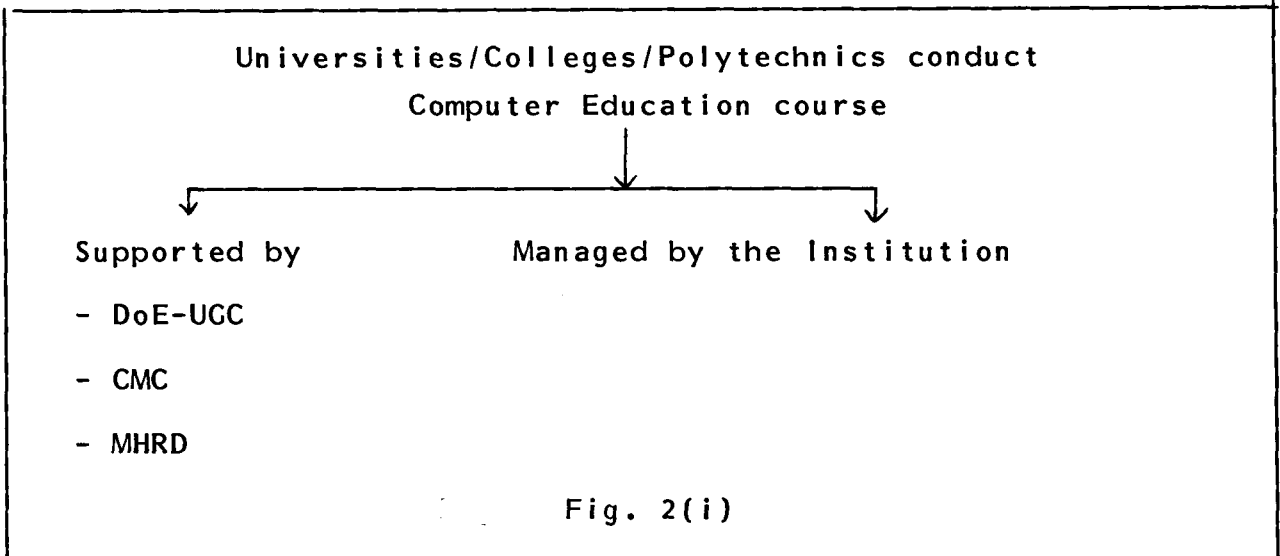 Universities/Colleges/Polytechnics conduct
Computer Education course
Supported by
Managed by the Institution
- DoE-UGC
- CMC
- MHRD
Fig. 2(i)